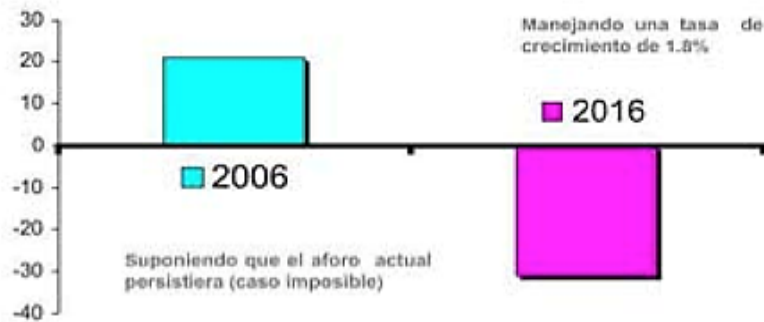 30
20
10
0
-10
-20
-30
-40
Manejando una tasa de
crecimiento de 1.8%
2016
2006
Suponiendo que el aforo actual
persistiera (caso imposible)